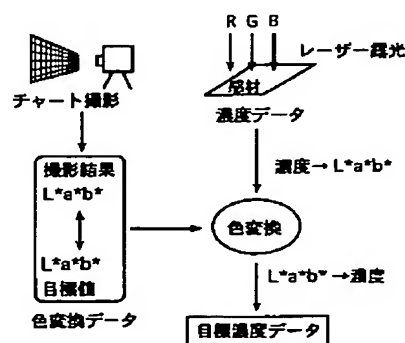 チャート撮影
撮影結果
L*a*b*
L*a*b*
目標値
色変換データ
R G B
レーザー露光
感材
濃度データ
濃度→L*a*b*
色変換
L*a*b*→濃度
目標濃度データ